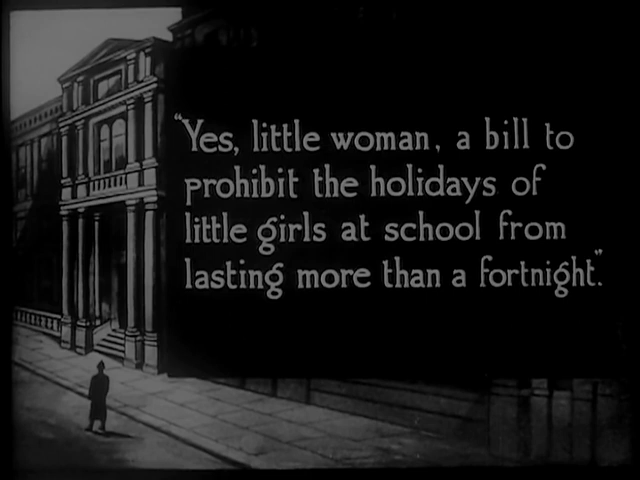 "Yes, little woman, a bill to
prohibit the holidays of
little girls at school from
lasting more than a fortnight."